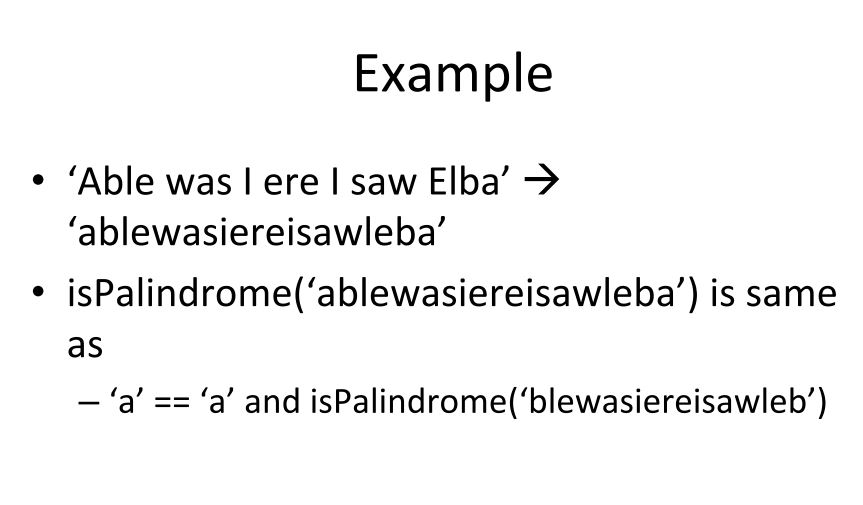 Example
• ‘Able was I ere I saw Elba’ →
‘ablewasiereisawleba’
• isPalindrome(‘ablewasiereisawleba’) is same
as
– ‘a’ == ‘a’ and isPalindrome(‘blewasiereisawleb’)